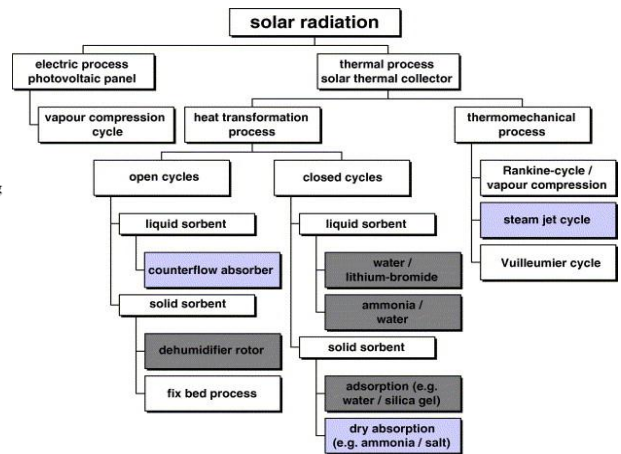 solar radiation
electric process
photovoltaic panel
thermal process
solar thermal collector
vapour compression
cycle
heat transformation
process
thermomechanical
process
open cycles
closed cycles
Rankine-cycle /
vapour compression
steam jet cycle
Vuilleumier cycle
liquid sorbent
counterflow absorber
solid sorbent
dehumidifier rotor
fix bed process
liquid sorbent
water /
lithium-bromide
ammonia /
water
solid sorbent
adsorption (e.g.
water / silica gel)
dry absorption
(e.g. ammonia / salt)